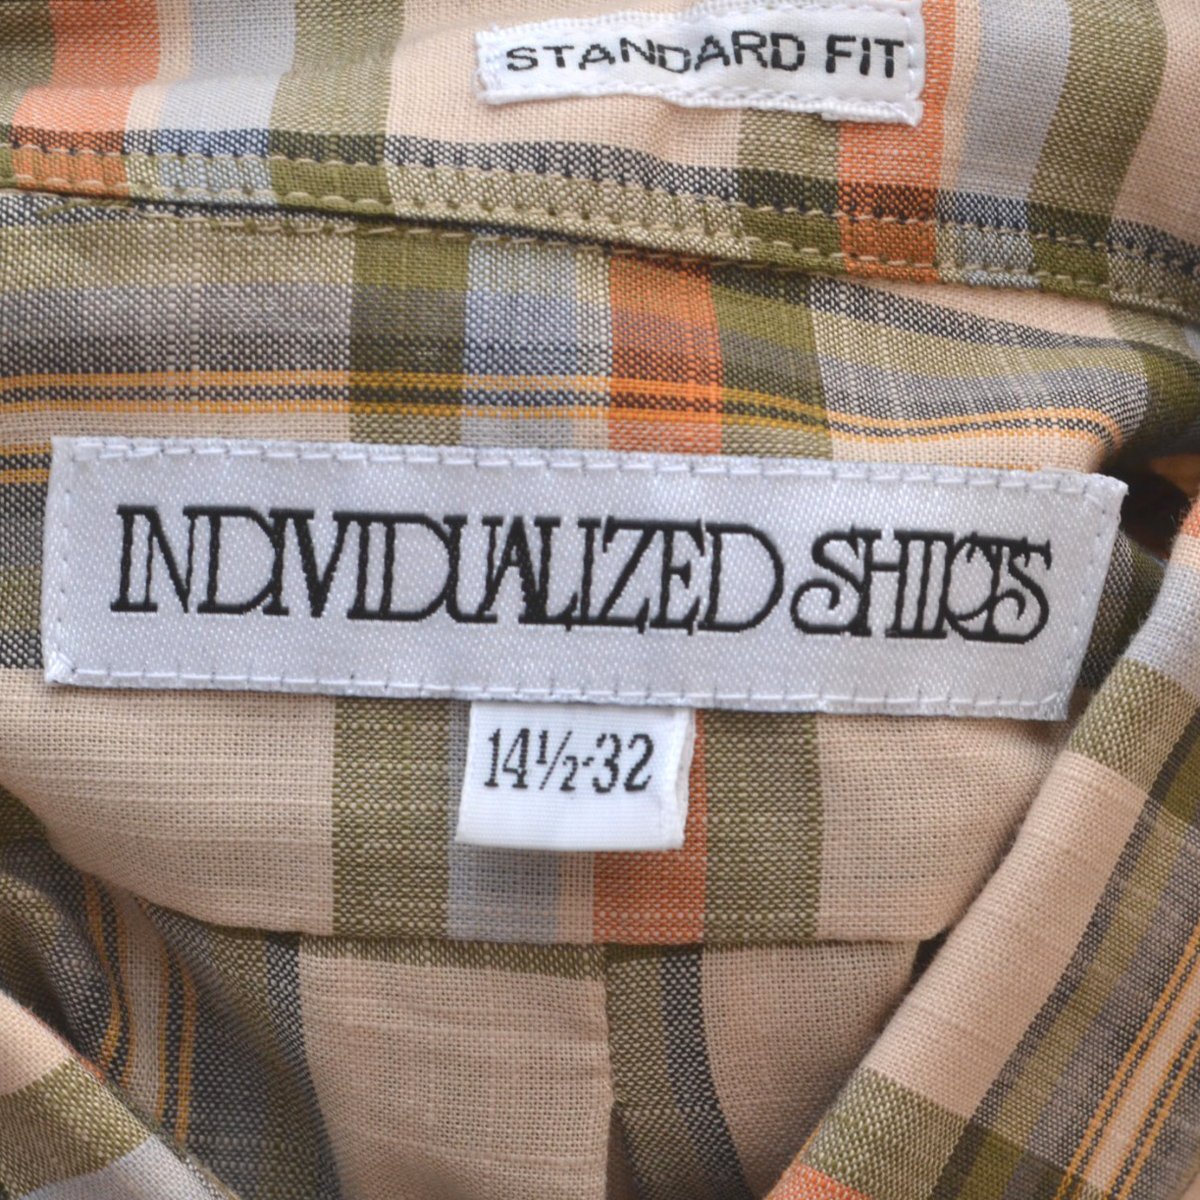 STANDARD FIT
INDIVIDUALIZED SHIRTS
14½-32